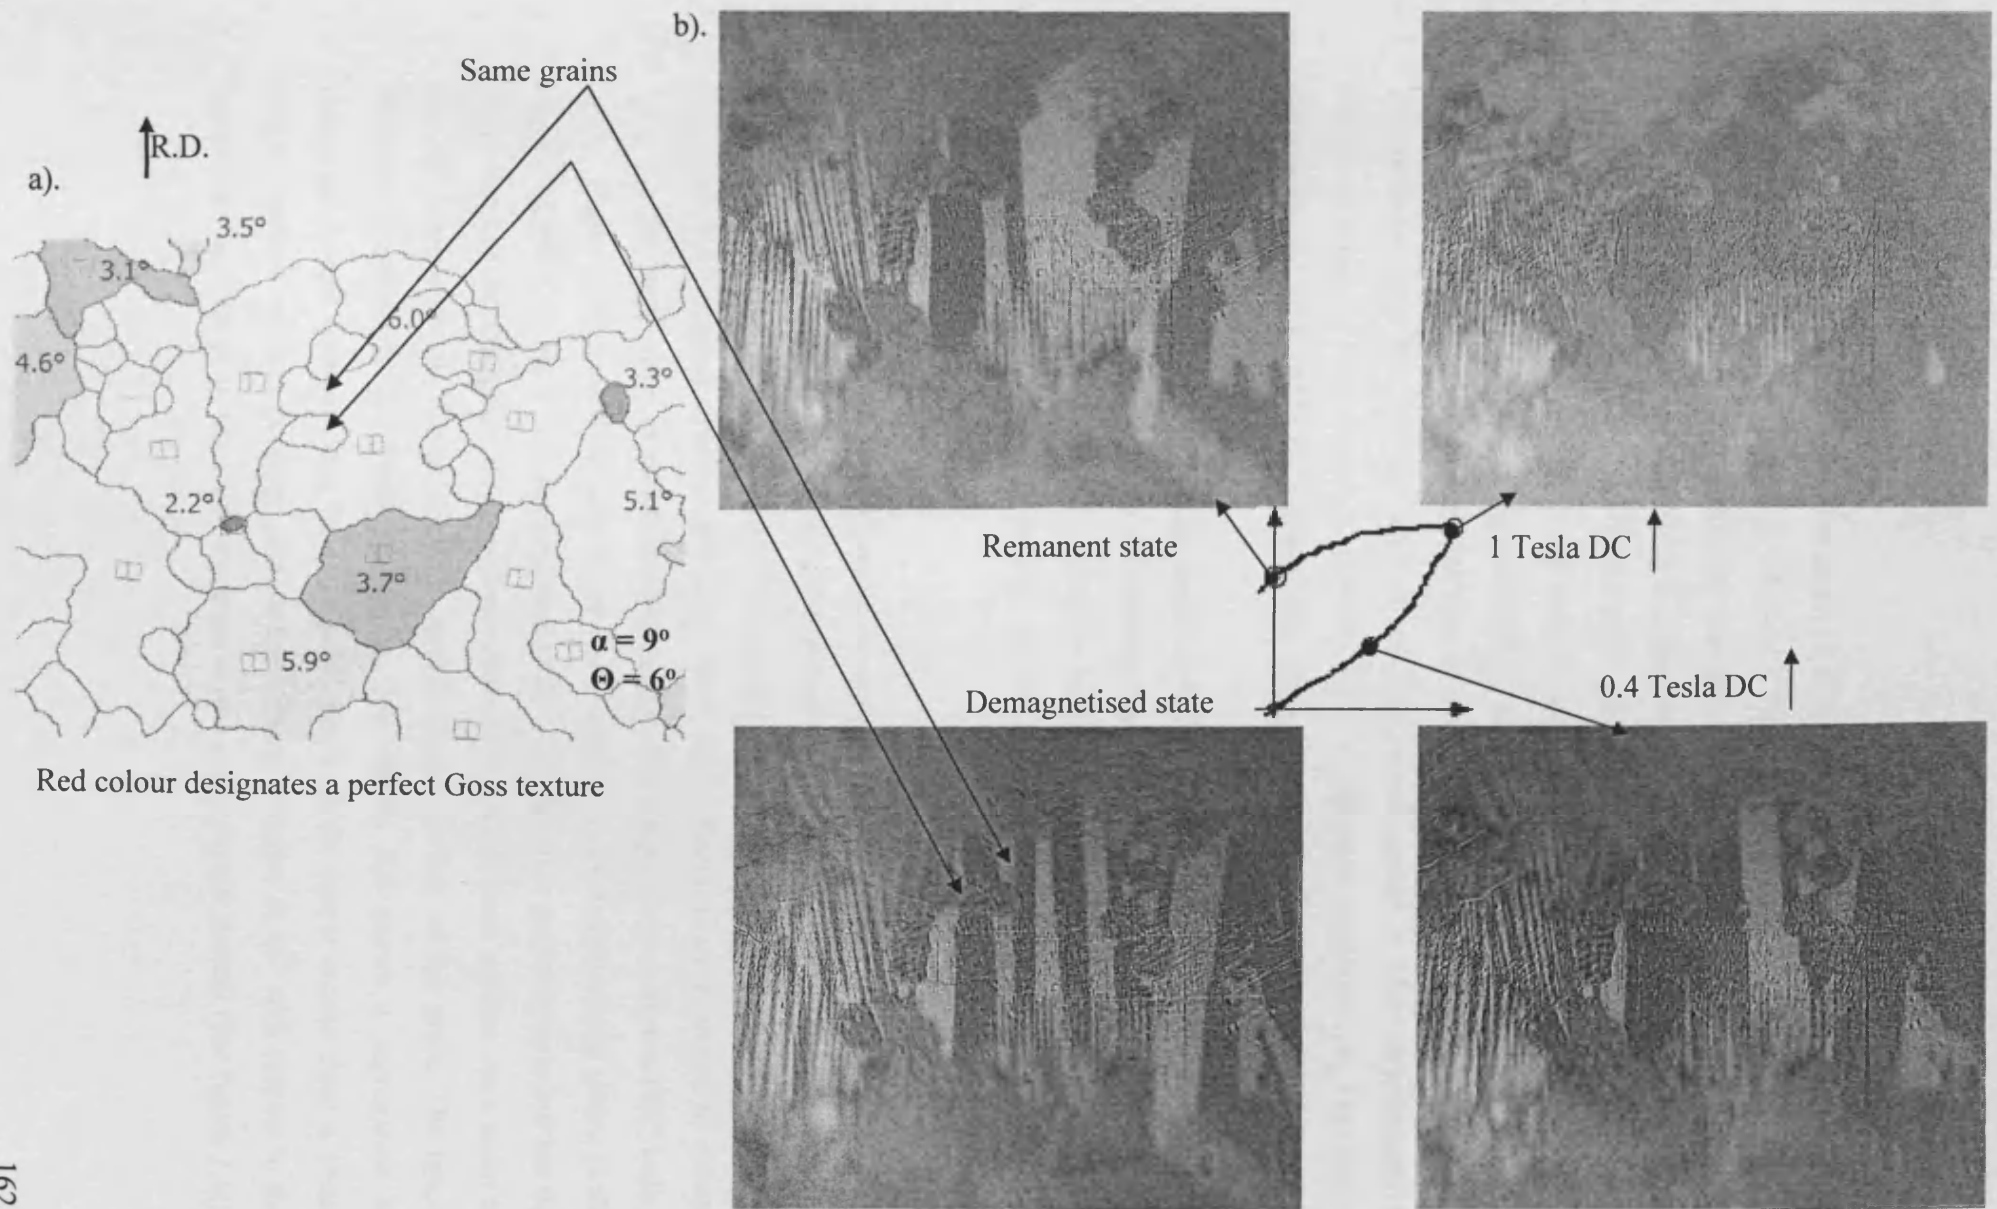 b).
Same grains
R.D.
a).
3.5°
3.1°
6.0°
4.6°
3.3°
2.2°
5.1°
3.7°
α = 9°
Θ = 6°
5.9°
Red colour designates a perfect Goss texture
Remanent state
1 Tesla DC
0.4 Tesla DC
Demagnetised state
162